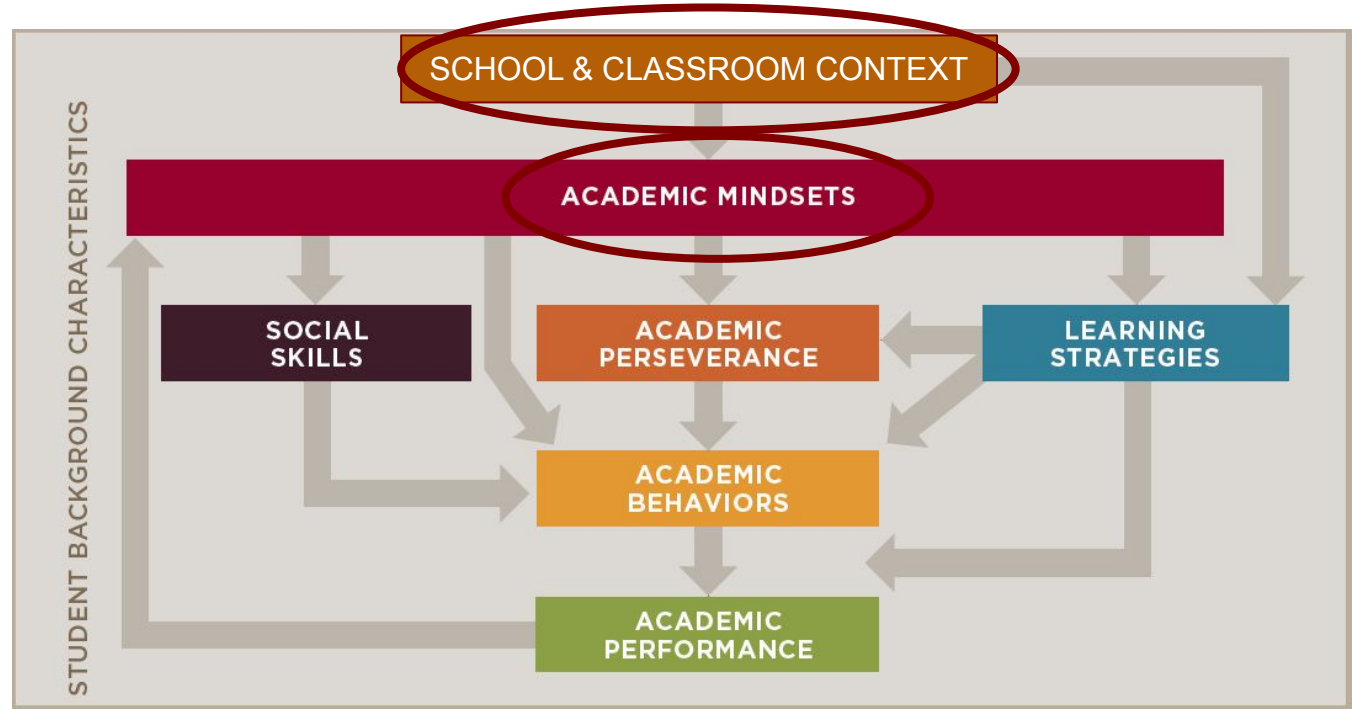 SCHOOL & CLASSROOM CONTEXT
STUDENT BACKGROUND CHARACTERISTICS
ACADEMIC MINDSETS
SOCIAL
SKILLS
ACADEMIC
PERSEVERANCE
LEARNING
STRATEGIES
ACADEMIC
BEHAVIORS
ACADEMIC
PERFORMANCE